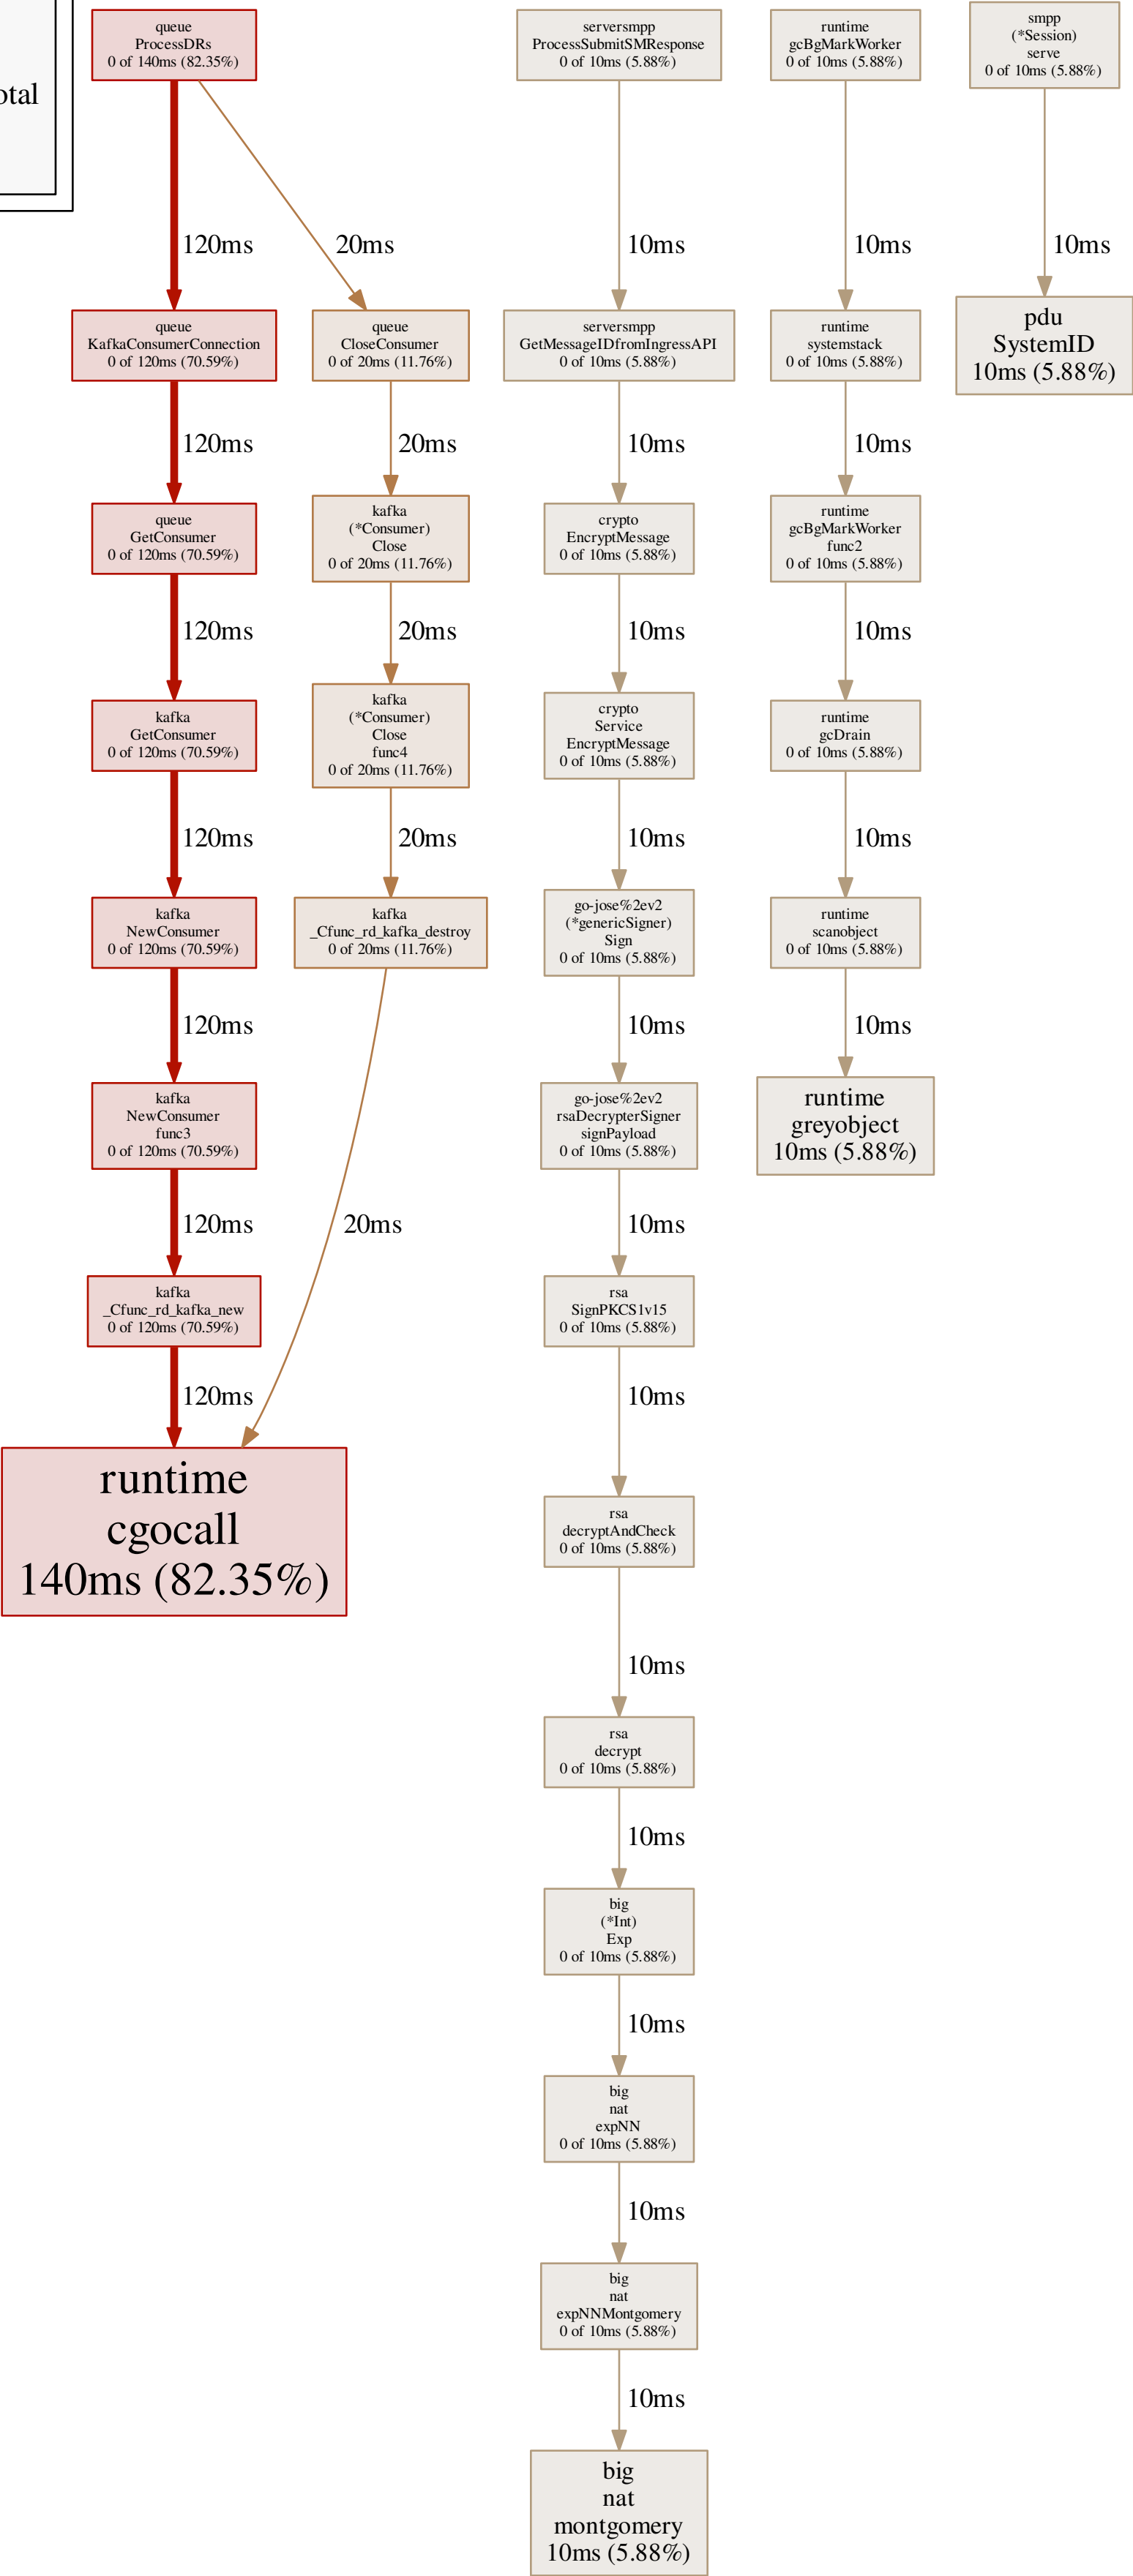 otal
queue
ProcessDRs
0 of 140ms (82.35%)
serversmpp
ProcessSubmitSMResponse
0 of 10ms (5.88%)
runtime
gcBgMarkWorker
0 of 10ms (5.88%)
smpp
(*Session)
serve
0 of 10ms (5.88%)
120ms
20ms
10ms
10ms
10ms
queue
KafkaConsumerConnection
0 of 120ms (70.59%)
queue
CloseConsumer
0 of 20ms (11.76%)
serversmpp
GetMessageIDfromIngressAPI
0 of 10ms (5.88%)
runtime
systemstack
0 of 10ms (5.88%)
pdu
SystemID
10ms (5.88%)
120ms
20ms
10ms
10ms
queue
GetConsumer
0 of 120ms (70.59%)
kafka
(*Consumer)
Close
0 of 20ms (11.76%)
crypto
EncryptMessage
0 of 10ms (5.88%)
runtime
gcBgMarkWorker
func2
0 of 10ms (5.88%)
120ms
20ms
10ms
10ms
kafka
GetConsumer
0 of 120ms (70.59%)
kafka
(*Consumer)
Close
func4
0 of 20ms (11.76%)
crypto
Service
EncryptMessage
0 of 10ms (5.88%)
runtime
gcDrain
0 of 10ms (5.88%)
120ms
20ms
10ms
10ms
kafka
NewConsumer
0 of 120ms (70.59%)
kafka
_Cfunc_rd_kafka_destroy
0 of 20ms (11.76%)
go-jose%2ev2
(*genericSigner)
Sign
0 of 10ms (5.88%)
runtime
scanobject
0 of 10ms (5.88%)
120ms
10ms
10ms
kafka
NewConsumer
func3
0 of 120ms (70.59%)
go-jose%2ev2
rsaDecrypterSigner
signPayload
0 of 10ms (5.88%)
runtime
greyobject
10ms (5.88%)
120ms
20ms
10ms
kafka
_Cfunc_rd_kafka_new
0 of 120ms (70.59%)
rsa
SignPKCS1v15
0 of 10ms (5.88%)
120ms
10ms
runtime
cgocall
140ms (82.35%)
rsa
decryptAndCheck
0 of 10ms (5.88%)
10ms
rsa
decrypt
0 of 10ms (5.88%)
10ms
big
(*Int)
Exp
0 of 10ms (5.88%)
10ms
big
nat
expNN
0 of 10ms (5.88%)
10ms
big
nat
expNNMontgomery
0 of 10ms (5.88%)
10ms
big
nat
montgomery
10ms (5.88%)